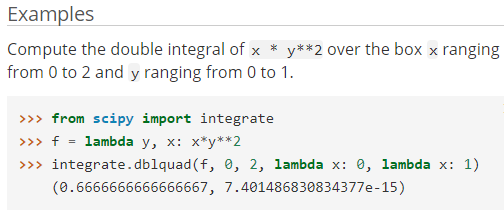 Examples
Compute the double integral of x * y**2 over the box x ranging
from 0 to 2 and y ranging from 0 to 1.
>>> from scipy import integrate
>>> f = lambda y, x: x*y**2
>>> integrate.dblquad(f, 0, 2, lambda x: 0, lambda x: 1)
(0.6666666666666667, 7.401486830834377e-15)